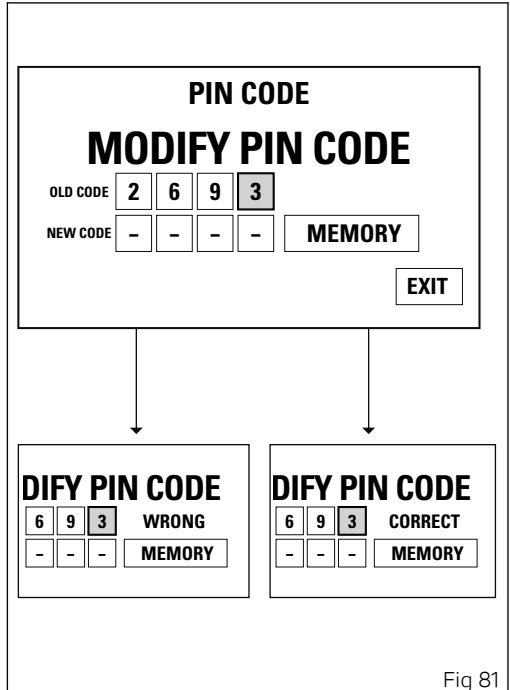 PIN CODE
MODIFY PIN CODE
OLD CODE 2 6 9 3
NEW CODE - - - - MEMORY
EXIT
DIFY PIN CODE
6 9 3 WRONG
- - - MEMORY
DIFY PIN CODE
6 9 3 CORRECT
- - - MEMORY
Fig 81